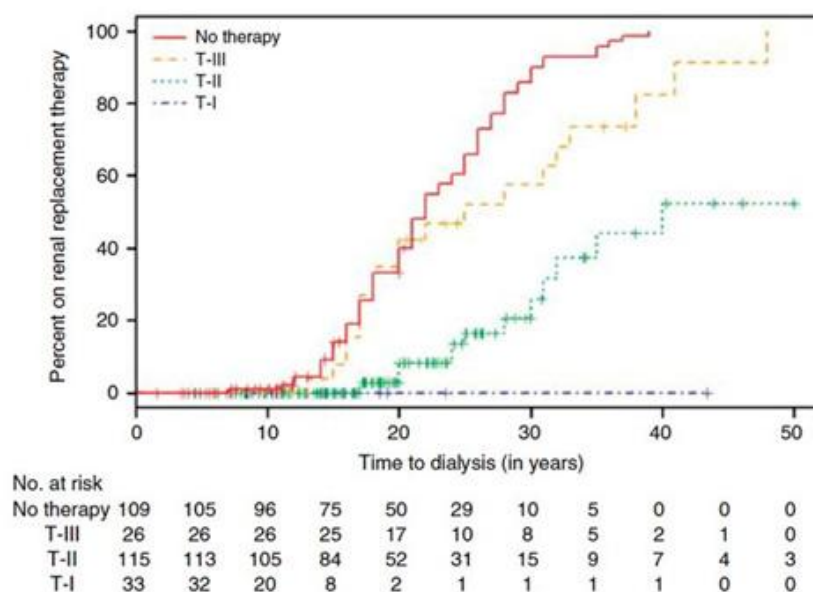 Percent on renal replacement therapy
100
80
60
40
20
0
No therapy
T-III
T-II
T-I
0 10 20 30 40 50
Time to dialysis (in years)
No. at risk
No therapy 109 105 96 75 50 29 10 5 0 0 0
T-III 26 26 26 25 17 10 8 5 2 1 0
T-II 115 113 105 84 52 31 15 9 7 4 3
T-I 33 32 20 8 2 1 1 1 1 0 0